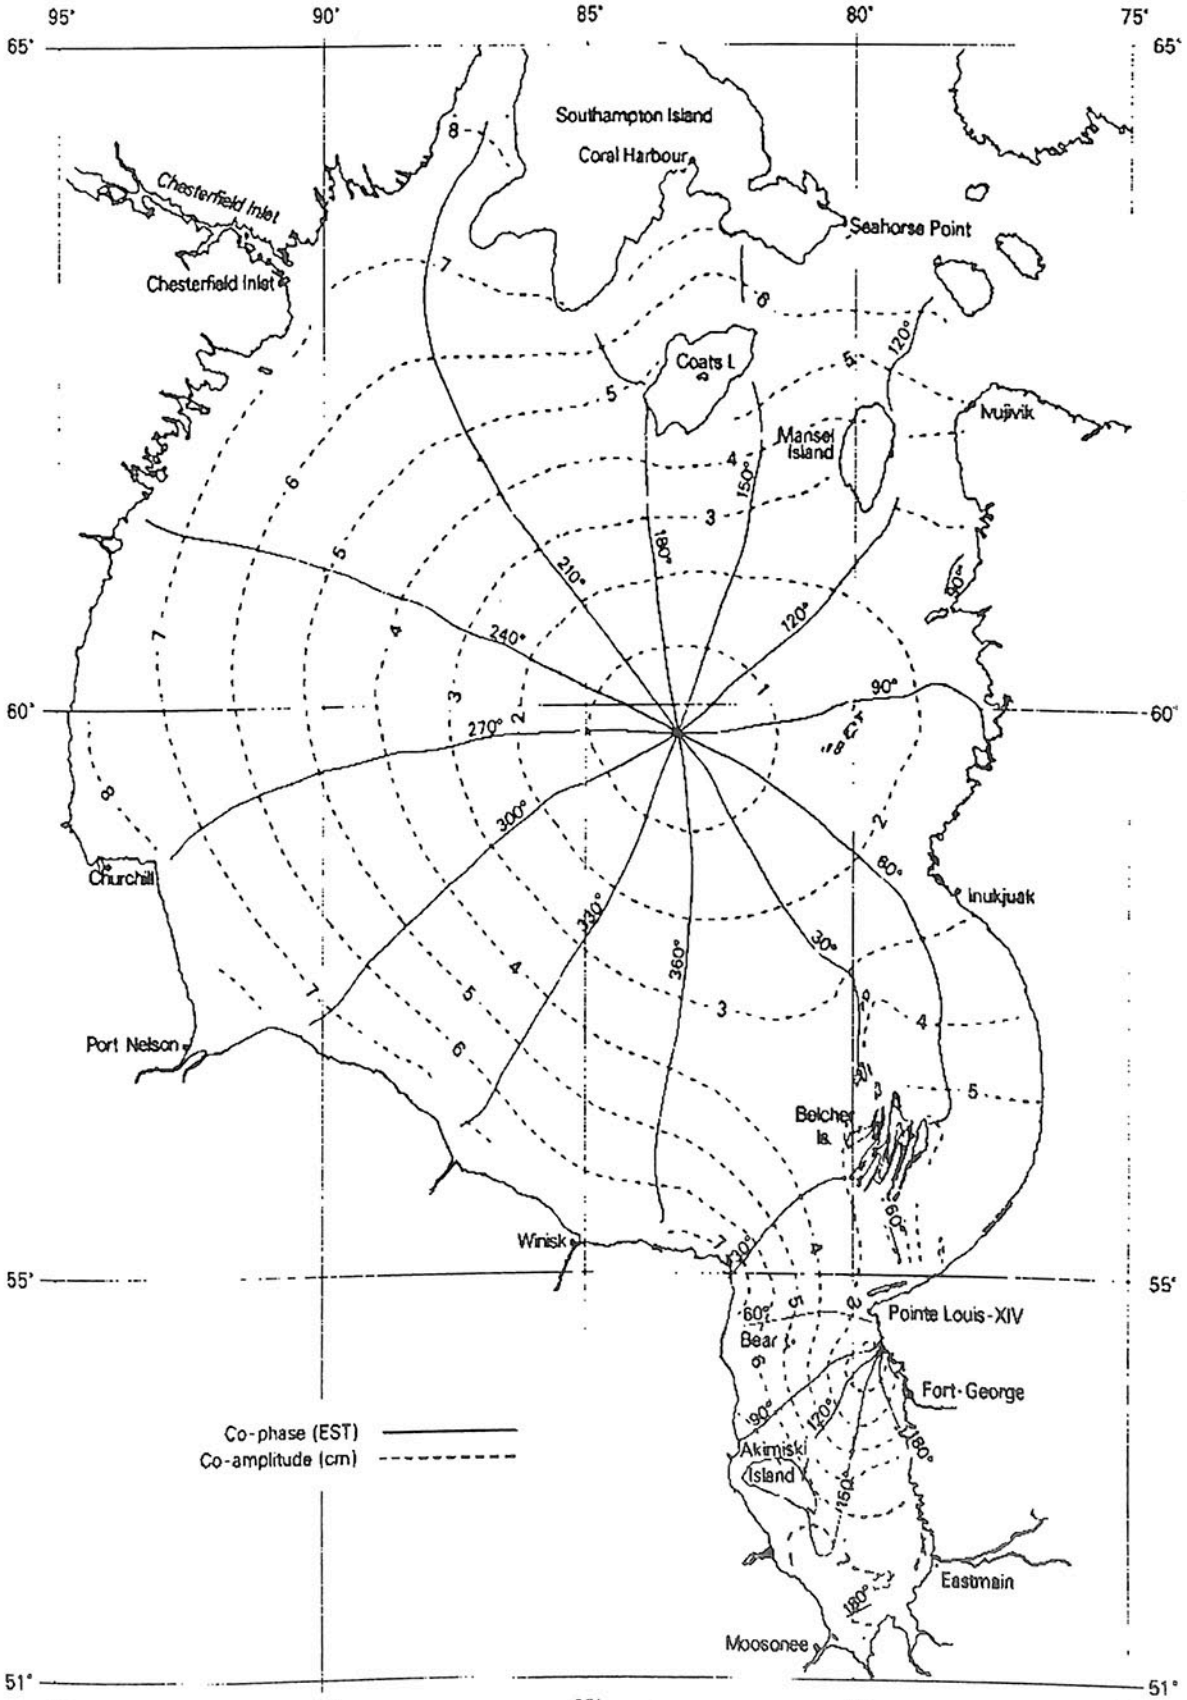 95° 90° 85° 80° 75°
65° 65°
8
Southampton Island
Coral Harbour
Chesterfield Inlet
Seahorse Point
Chesterfield Inlet
7
6
120°
5
Coats I.
5
Ivujivik
Mansel
Island
4
6
150°
3
5
180°
210°
90°
7
4
240°
120°
3
1
90°
60° 60°
2
270°
8
300°
2
60°
Churchill
Inukjuak
330°
30°
360°
4
7
5
3
4
Port Nelson
6
5
Belcher
Is.
60°
Winisk
7
30°
4
55° 55°
5
3
60°
Pointe Louis-XIV
Bear I.
6
Fort-George
90°
120°
Co-phase (EST)
180°
Co-amplitude (cm)
Akimiski
Island
150°
Eastmain
180°
Moosonee
51° 51°